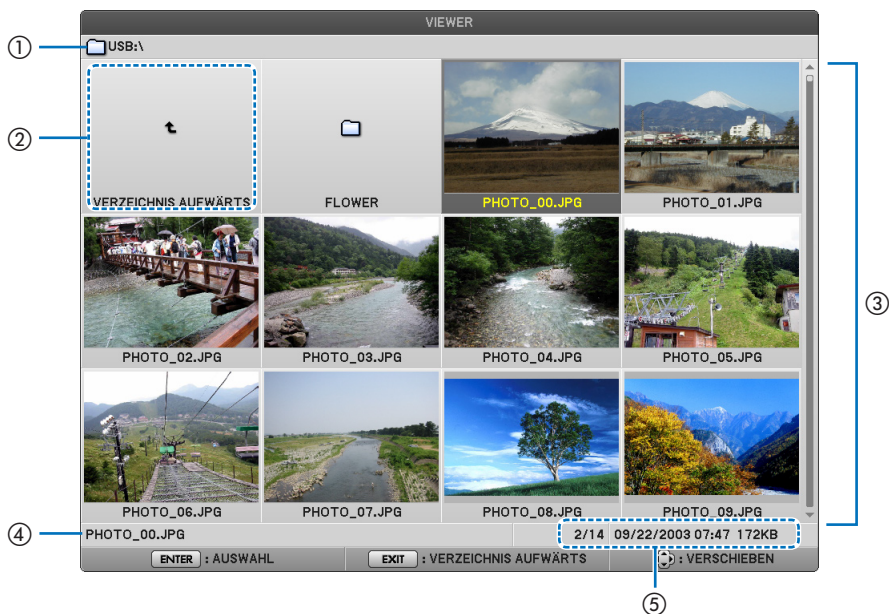 VIEWER
① USB:\
②
VERZEICHNIS AUFWÄRTS FLOWER PHOTO_00.JPG PHOTO_01.JPG
③
PHOTO_02.JPG PHOTO_03.JPG PHOTO_04.JPG PHOTO_05.JPG
PHOTO_06.JPG PHOTO_07.JPG PHOTO_08.JPG PHOTO_09.JPG
④ PHOTO_00.JPG 2/14 09/22/2003 07:47 172KB
ENTER : AUSWAHL EXIT : VERZEICHNIS AUFWÄRTS : VERSCHIEBEN
⑤